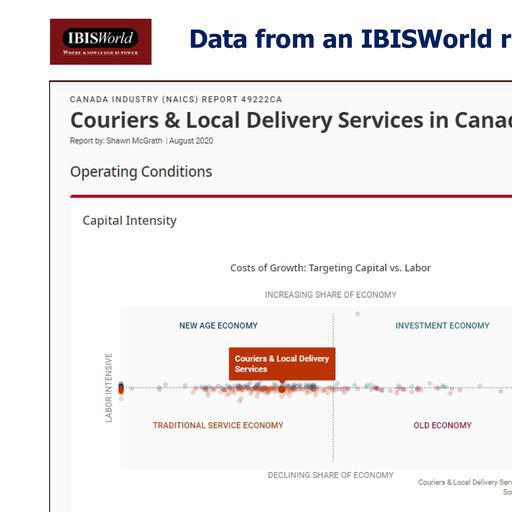 IBISWorld
WHERE KNOWLEDGE IS POWER
Data from an IBISWorld r
CANADA INDUSTRY (NAICS) REPORT 49222CA
Couriers & Local Delivery Services in Canad
Report by: Shawn McGrath | August 2020
Operating Conditions
Capital Intensity
Costs of Growth: Targeting Capital vs. Labor
INCREASING SHARE OF ECONOMY
NEW AGE ECONOMY
INVESTMENT ECONOMY
Couriers & Local Delivery
Services
LABOR INTENSIVE
TRADITIONAL SERVICE ECONOMY
OLD ECONOMY
DECLINING SHARE OF ECONOMY
Couriers & Local Delivery Serv
So